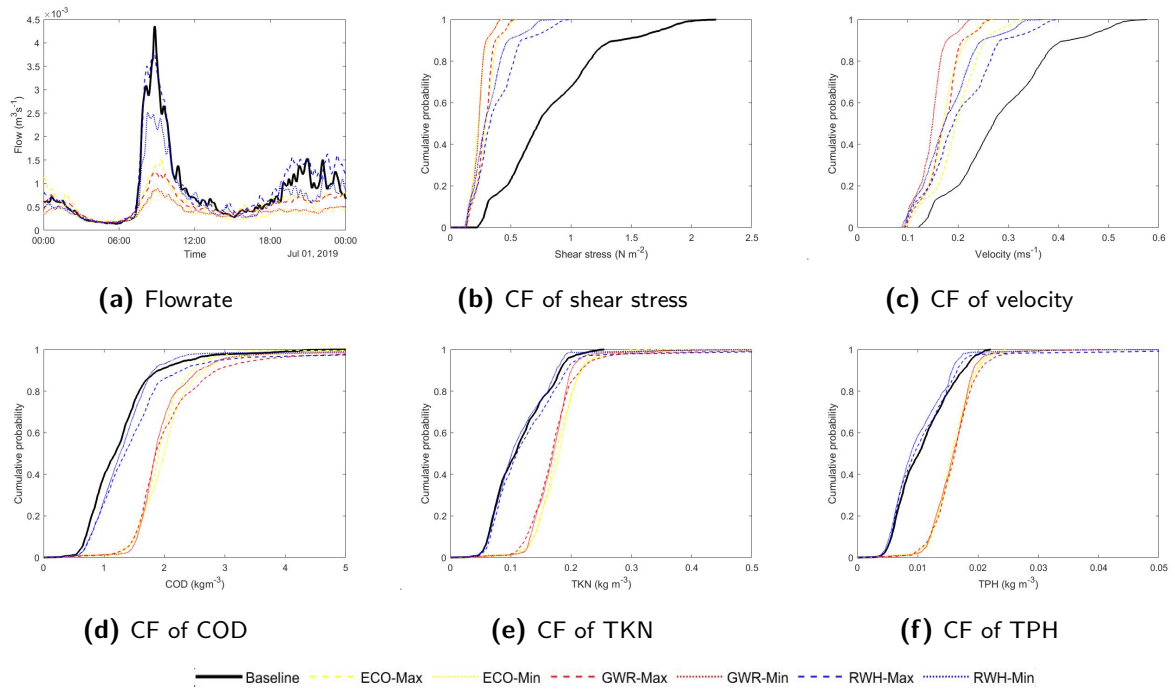 ×10⁻³
4.5
4
3.5
3
2.5
2
1.5
1
0.5
0
Flow (m³s⁻¹)
00:00 06:00 12:00 18:00 00:00
Time
Jul 01, 2019
(a) Flowrate
1
0.8
0.6
0.4
0.2
0
Cumulative probability
0 0.5 1 1.5 2 2.5
Shear stress (N m⁻²)
(b) CF of shear stress
1
0.8
0.6
0.4
0.2
0
Cumulative probability
0 0.1 0.2 0.3 0.4 0.5 0.6
Velocity (ms⁻¹)
(c) CF of velocity
1
0.8
0.6
0.4
0.2
0
Cumulative probability
0 1 2 3 4 5
COD (kgm⁻³)
(d) CF of COD
1
0.8
0.6
0.4
0.2
0
Cumulative probability
0 0.1 0.2 0.3 0.4 0.5
TKN (kg m⁻³)
(e) CF of TKN
1
0.8
0.6
0.4
0.2
0
Cumulative probability
0 0.01 0.02 0.03 0.04 0.05
TPH (kg m⁻³)
(f) CF of TPH
Baseline ECO-Max ECO-Min GWR-Max GWR-Min RWH-Max RWH-Min